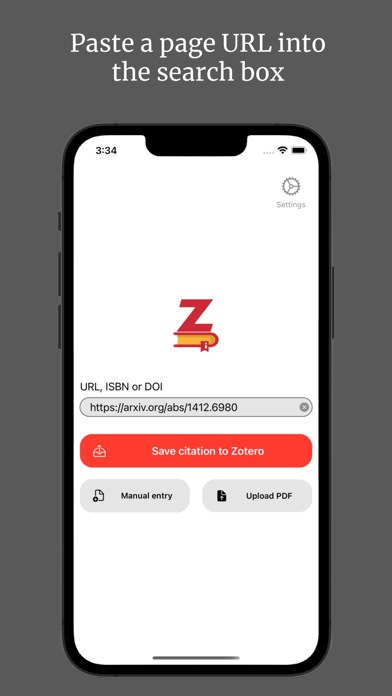 Paste a page URL into
the search box
3:34
Settings
Z
URL, ISBN or DOI
https://arxiv.org/abs/1412.6980
Save citation to Zotero
Manual entry
Upload PDF